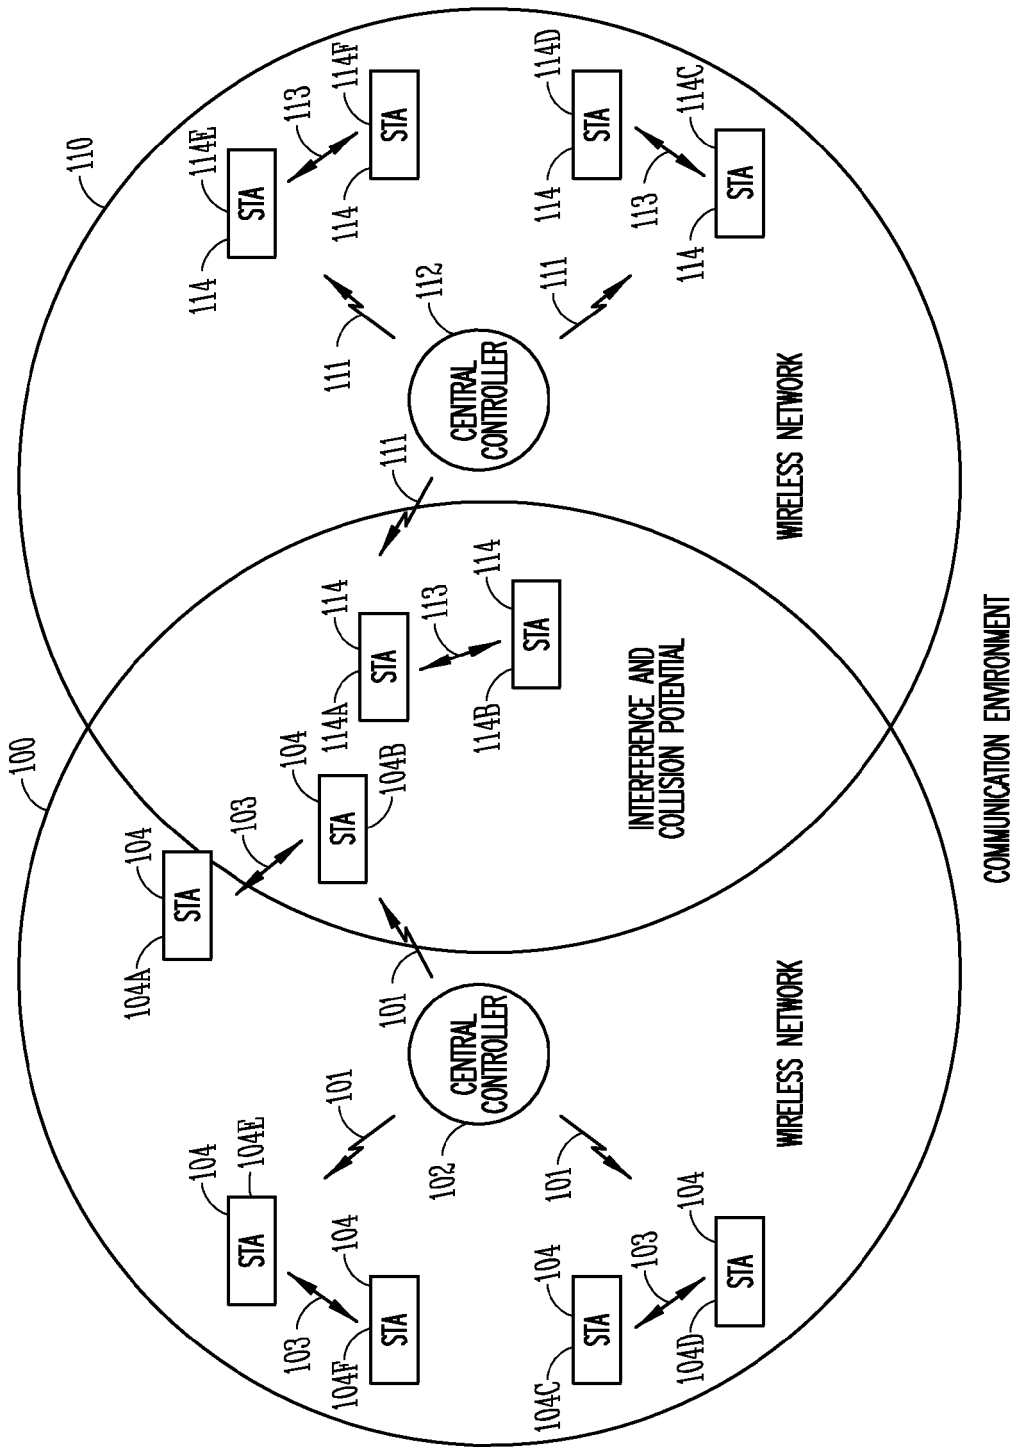 100
110
104A
104
104
114
114E
STA
103
104E
STA
STA
103
104
113
114A
114
STA
104F
104
101
111
114
114F
104B
STA
STA
STA
101
111
113
102
112
CENTRAL
CONTROLLER
CENTRAL
CONTROLLER
114B
114
STA
104C
104
101
111
114
114D
STA
STA
103
113
INTERFERENCE AND
COLLISION POTENTIAL
104D
104
114
114C
STA
STA
WIRELESS NETWORK
WIRELESS NETWORK
COMMUNICATION ENVIRONMENT